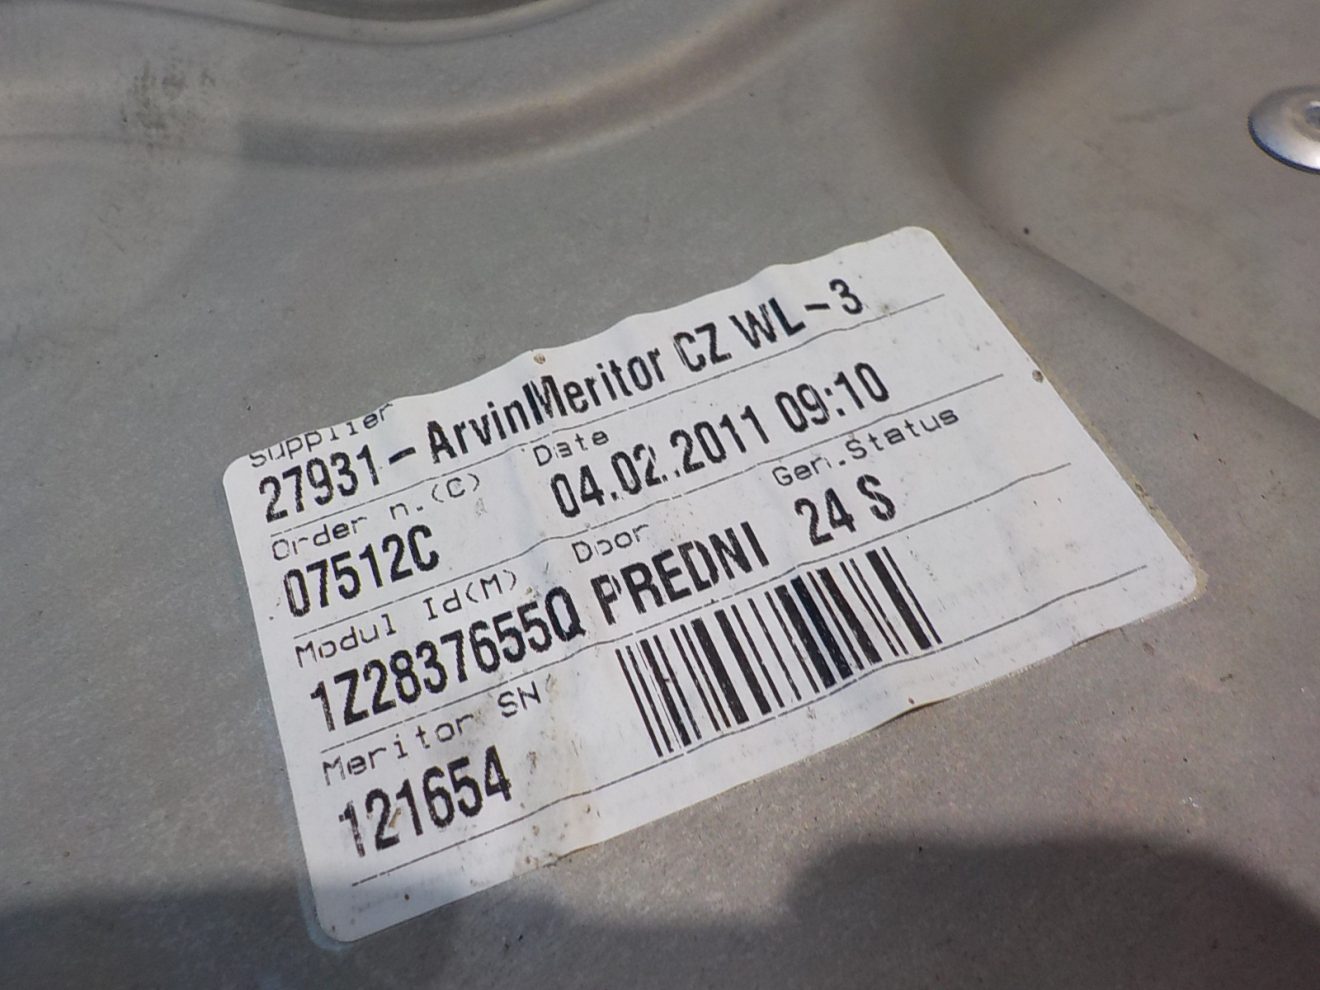 Supplier
27931-ArvinMeritor CZ WL-3
Order n.(C) Date
07512C 04.02.2011 09:10
Modul Id(M) Door Gen.Status
1Z2837655Q PREDNI 24 S
Meritor SN
121654